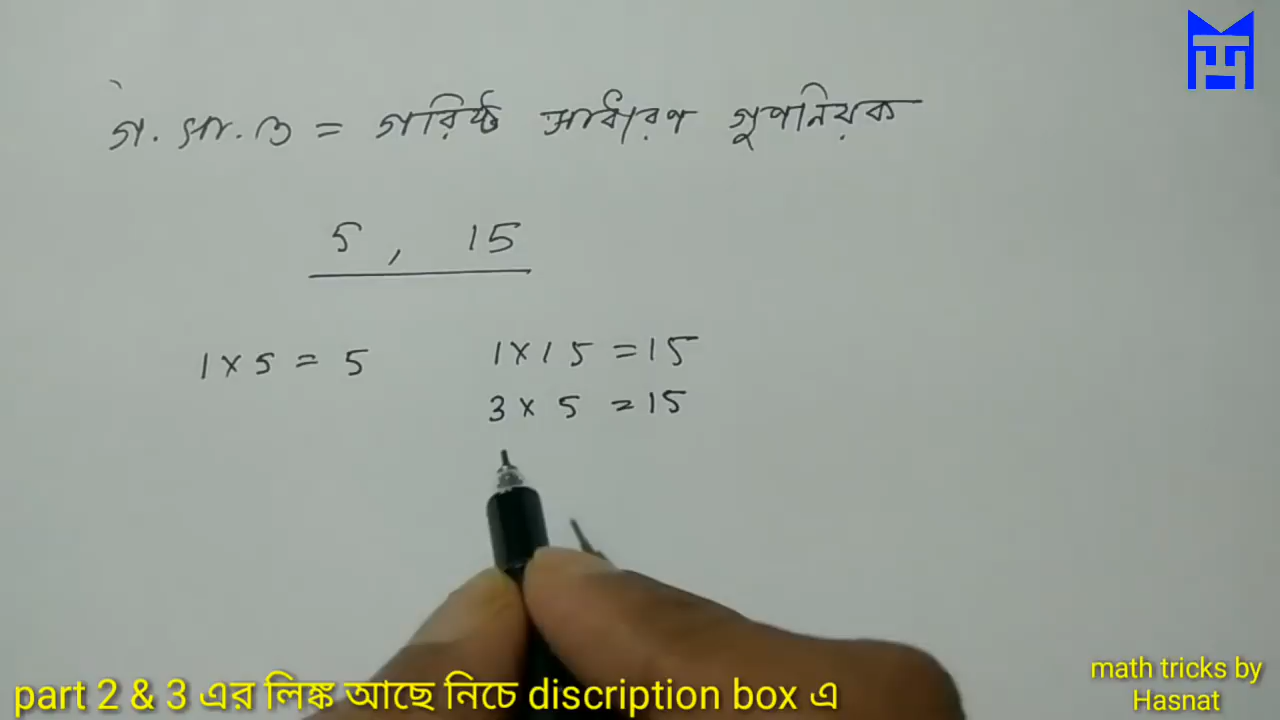 গ. সা. গু = গরিষ্ঠ সাধারণ গুণনিয়ক
5 , 15
1 × 5 = 5
1 × 15 = 15
3 × 5 = 15
part 2 & 3 এর লিঙ্ক আছে নিচে discription box এ
math tricks by
Hasnat